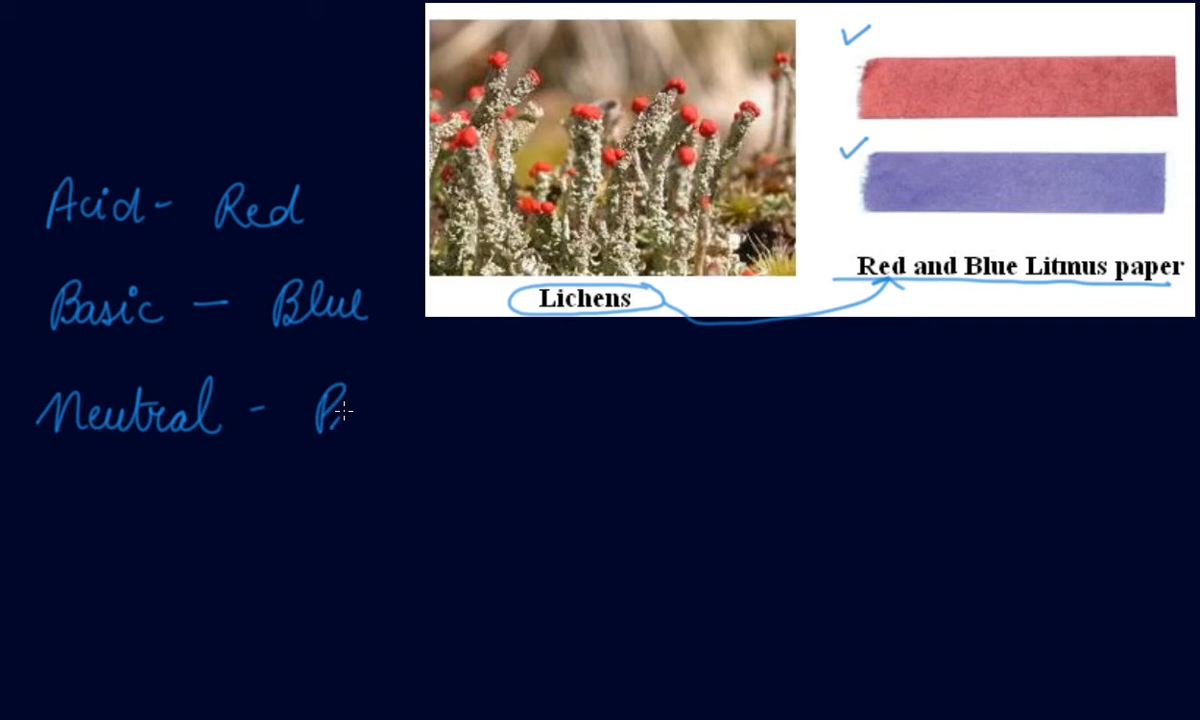 Acid - Red
Basic - Blue
Neutral - P
Lichens
Red and Blue Litmus paper